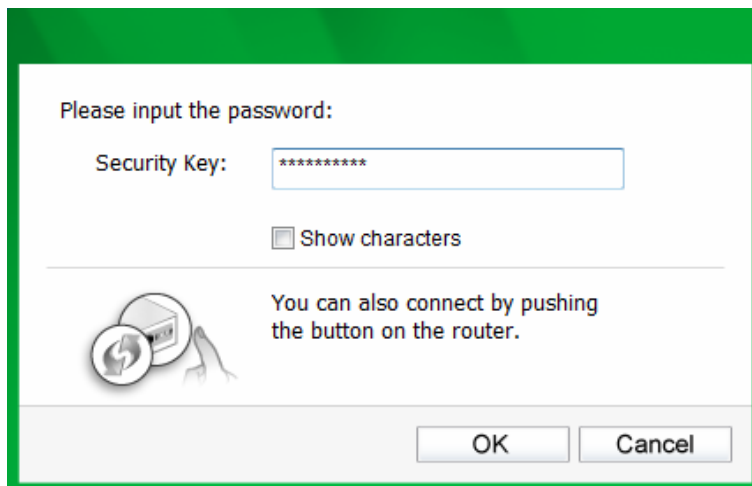 Please input the password:
Security Key: **********
Show characters
You can also connect by pushing
the button on the router.
OK Cancel